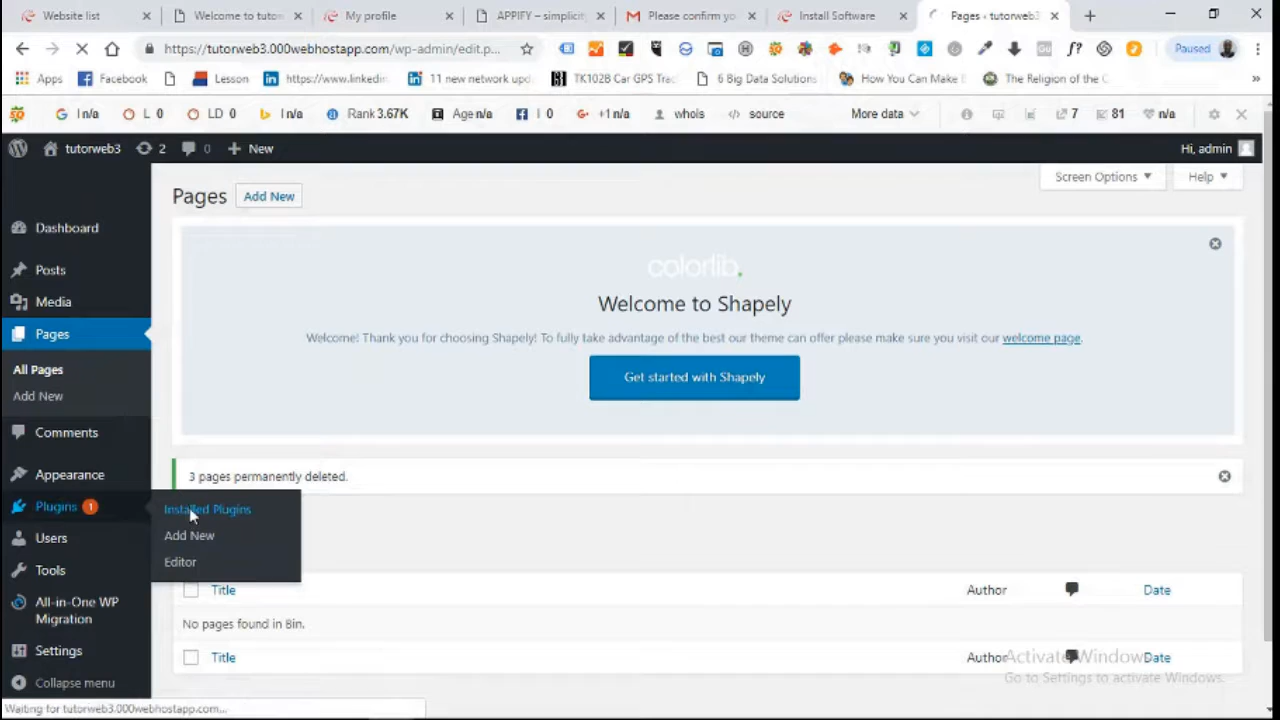 Website list
Welcome to tutor
My profile
APPIFY – simplicity
Please confirm yo
Install Software
Pages ‹ tutorweb3
https://tutorweb3.000webhostapp.com/wp-admin/edit.p...
Paused
Apps
Facebook
Lesson
https://www.linkedin
11 new network upd
TK102B Car GPS Trac
6 Big Data Solutions
How You Can Make
The Religion of the
I n/a
L 0
LD 0
I n/a
Rank 3.67K
Age n/a
I 0
+1 n/a
whois
source
More data
7
81
n/a
tutorweb3
2
0
New
Hi, admin
Screen Options
Help
Pages
Add New
Dashboard
Posts
Media
Pages
All Pages
Add New
Comments
Appearance
Plugins 1
Users
Tools
All-in-One WP
Migration
Settings
Collapse menu
Installed Plugins
Add New
Editor
colorlib.
Welcome to Shapely
Welcome! Thank you for choosing Shapely! To fully take advantage of the best our theme can offer please make sure you visit our welcome page.
Get started with Shapely
3 pages permanently deleted.
Title
Author
Date
No pages found in Bin.
Title
Author
Date
Activate Windows
Go to Settings to activate Windows.
Waiting for tutorweb3.000webhostapp.com...